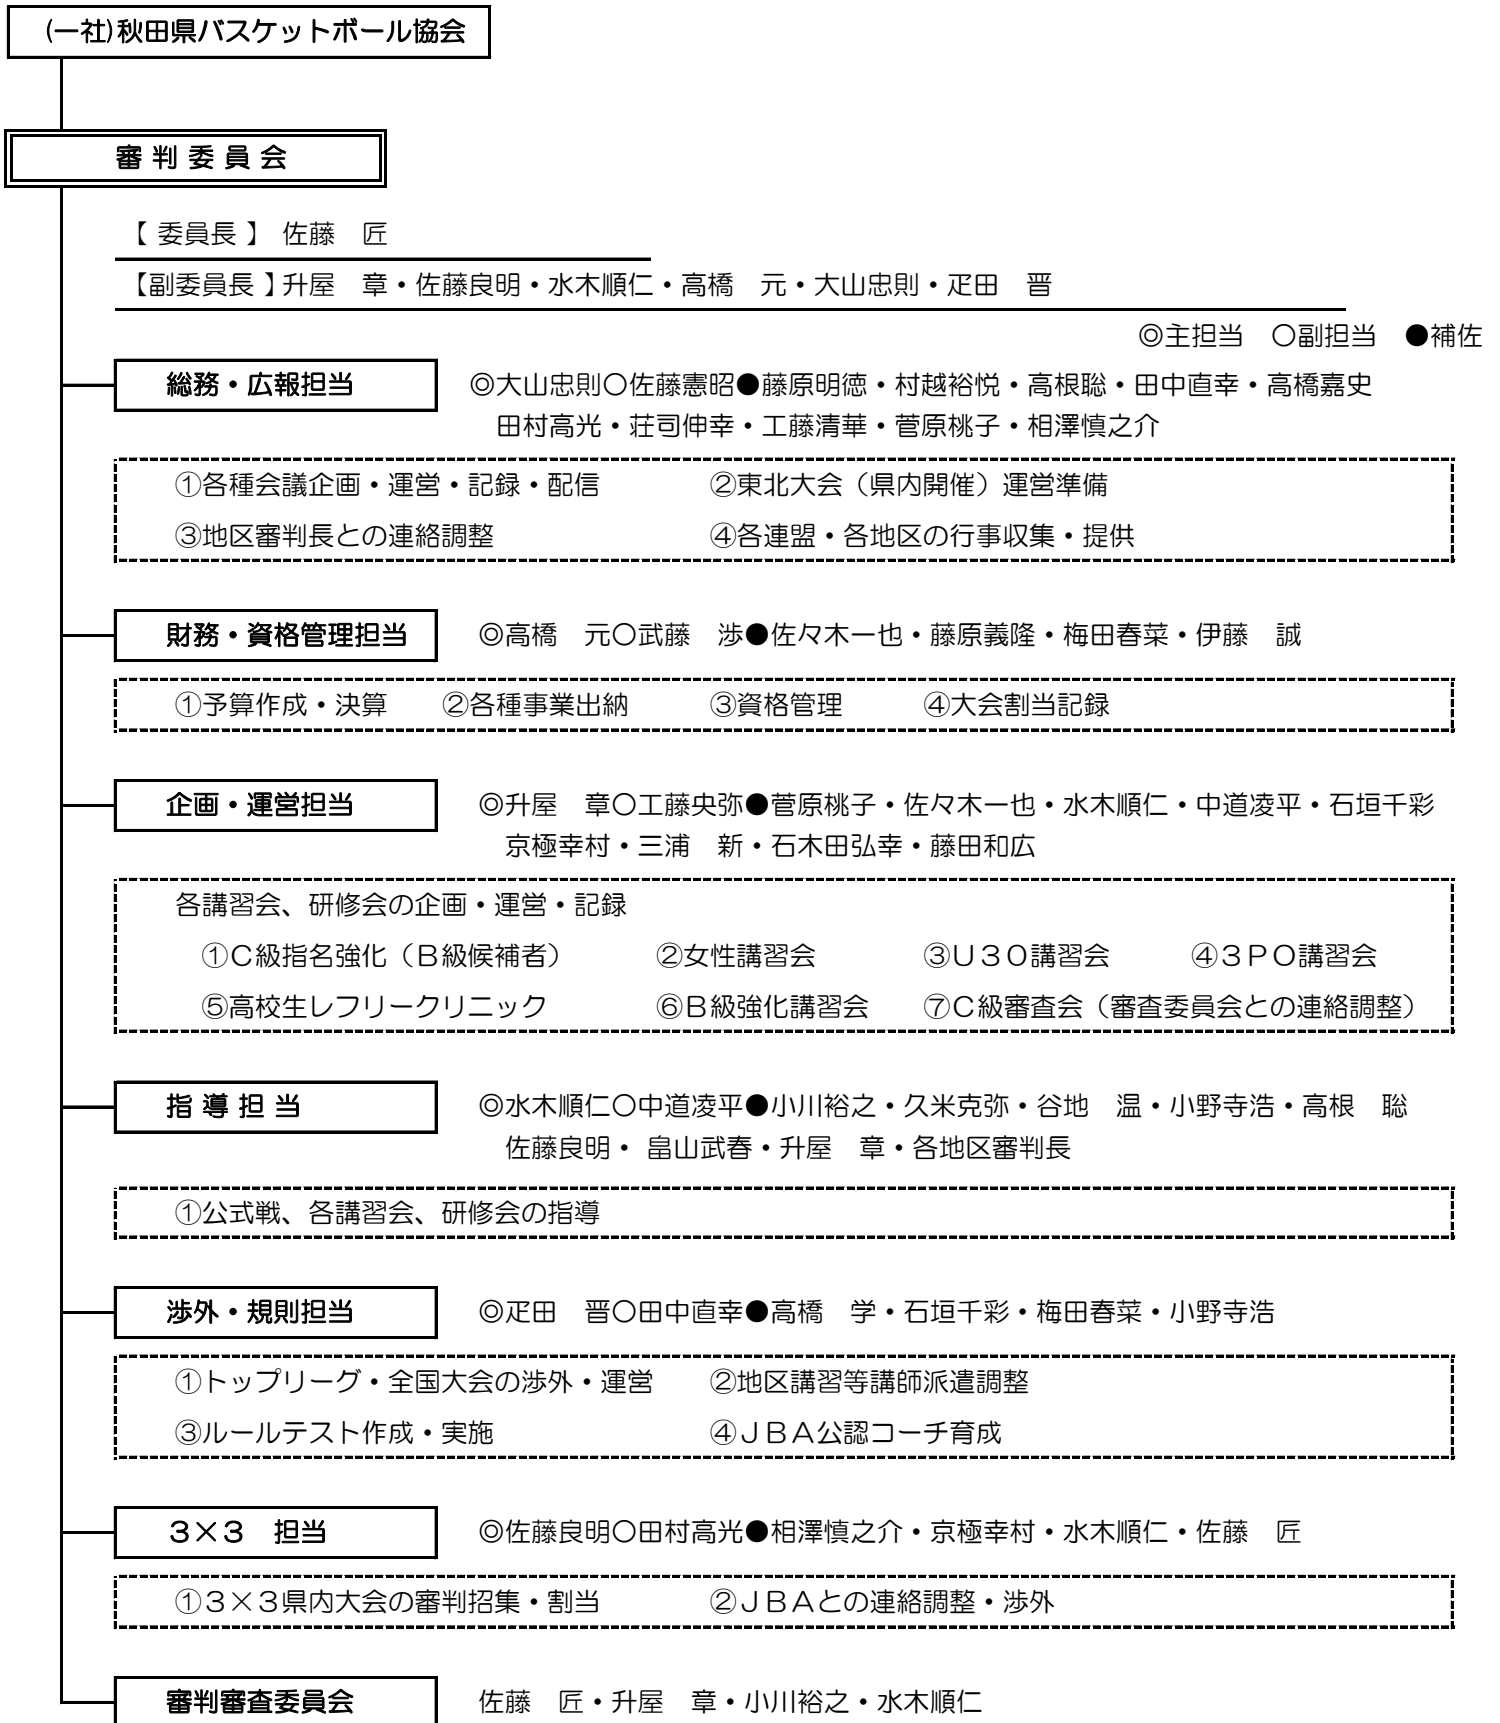 (一社)秋田県バスケットボール協会
審 判 委 員 会
【 委員長 】 佐藤　匠
【副委員長 】升屋　章・佐藤良明・水木順仁・高橋　元・大山忠則・疋田　晋
◎主担当　○副担当　●補佐
総務・広報担当　◎大山忠則○佐藤憲昭●藤原明徳・村越裕悦・高根聡・田中直幸・高橋嘉史
田村高光・荘司伸幸・工藤清華・菅原桃子・相澤慎之介
①各種会議企画・運営・記録・配信　②東北大会（県内開催）運営準備
③地区審判長との連絡調整　④各連盟・各地区の行事収集・提供
財務・資格管理担当　◎高橋　元○武藤　渉●佐々木一也・藤原義隆・梅田春菜・伊藤　誠
①予算作成・決算　②各種事業出納　③資格管理　④大会割当記録
企画・運営担当　◎升屋　章○工藤央弥●菅原桃子・佐々木一也・水木順仁・中道凌平・石垣千彩
京極幸村・三浦　新・石木田弘幸・藤田和広
各講習会、研修会の企画・運営・記録
①Ｃ級指名強化（Ｂ級候補者）　②女性講習会　③Ｕ３０講習会　④３ＰＯ講習会
⑤高校生レフリークリニック　⑥Ｂ級強化講習会　⑦Ｃ級審査会（審査委員会との連絡調整）
指 導 担 当　◎水木順仁○中道凌平●小川裕之・久米克弥・谷地　温・小野寺浩・高根　聡
佐藤良明・ 畠山武春・升屋　章・各地区審判長
①公式戦、各講習会、研修会の指導
渉外・規則担当　◎疋田　晋○田中直幸●高橋　学・石垣千彩・梅田春菜・小野寺浩
①トップリーグ・全国大会の渉外・運営　②地区講習等講師派遣調整
③ルールテスト作成・実施　④ＪＢＡ公認コーチ育成
３×３　担当　◎佐藤良明○田村高光●相澤慎之介・京極幸村・水木順仁・佐藤　匠
①３×３県内大会の審判招集・割当　②ＪＢＡとの連絡調整・渉外
審判審査委員会　佐藤　匠・升屋　章・小川裕之・水木順仁